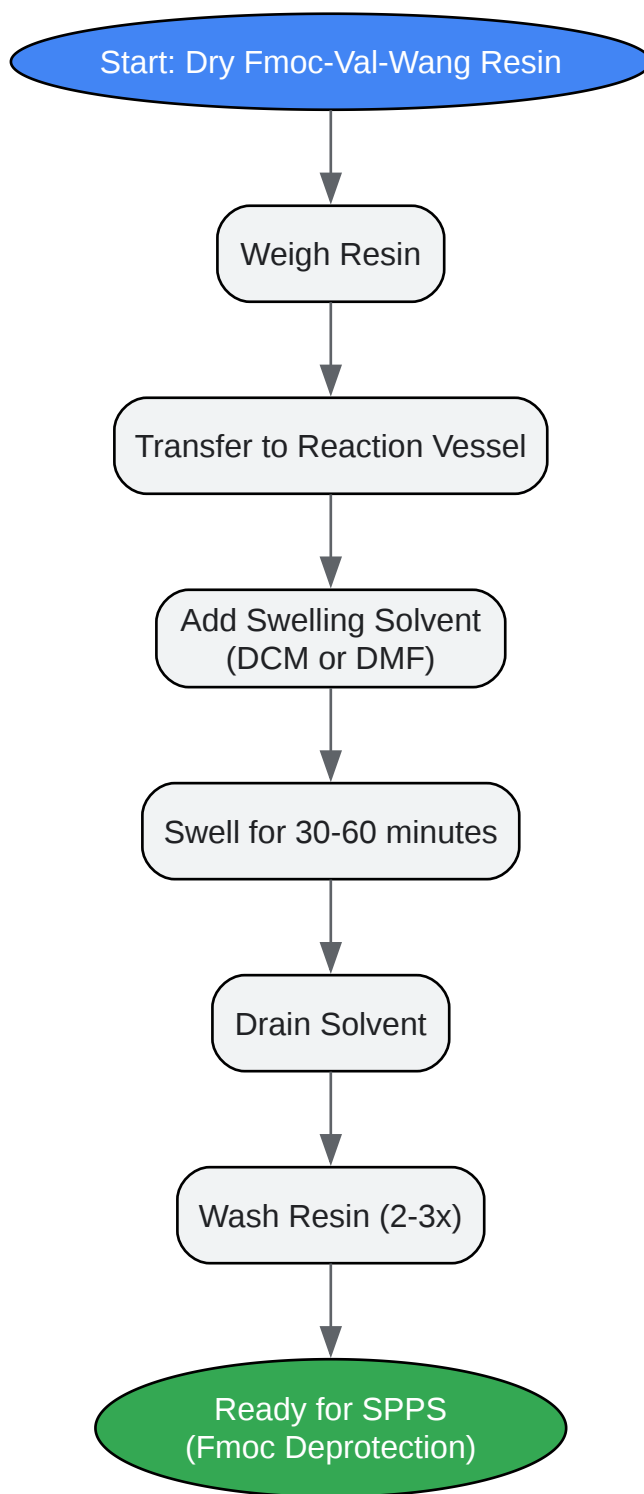 Start: Dry Fmoc-Val-Wang Resin
Weigh Resin
Transfer to Reaction Vessel
Add Swelling Solvent
(DCM or DMF)
Swell for 30-60 minutes
Drain Solvent
Wash Resin (2-3x)
Ready for SPPS
(Fmoc Deprotection)